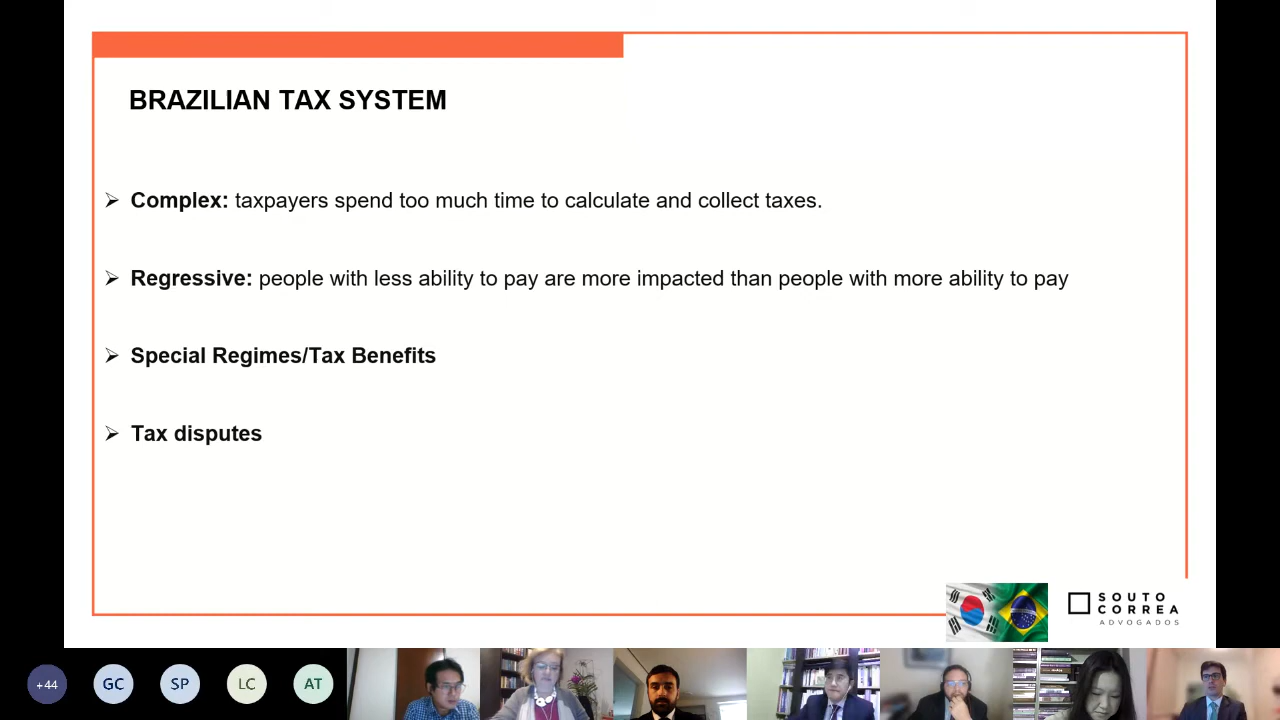 BRAZILIAN TAX SYSTEM
Complex: taxpayers spend too much time to calculate and collect taxes.
Regressive: people with less ability to pay are more impacted than people with more ability to pay
Special Regimes/Tax Benefits
Tax disputes
SOUTO
CORREA
ADVOGADOS
+44
GC
SP
LC
AT